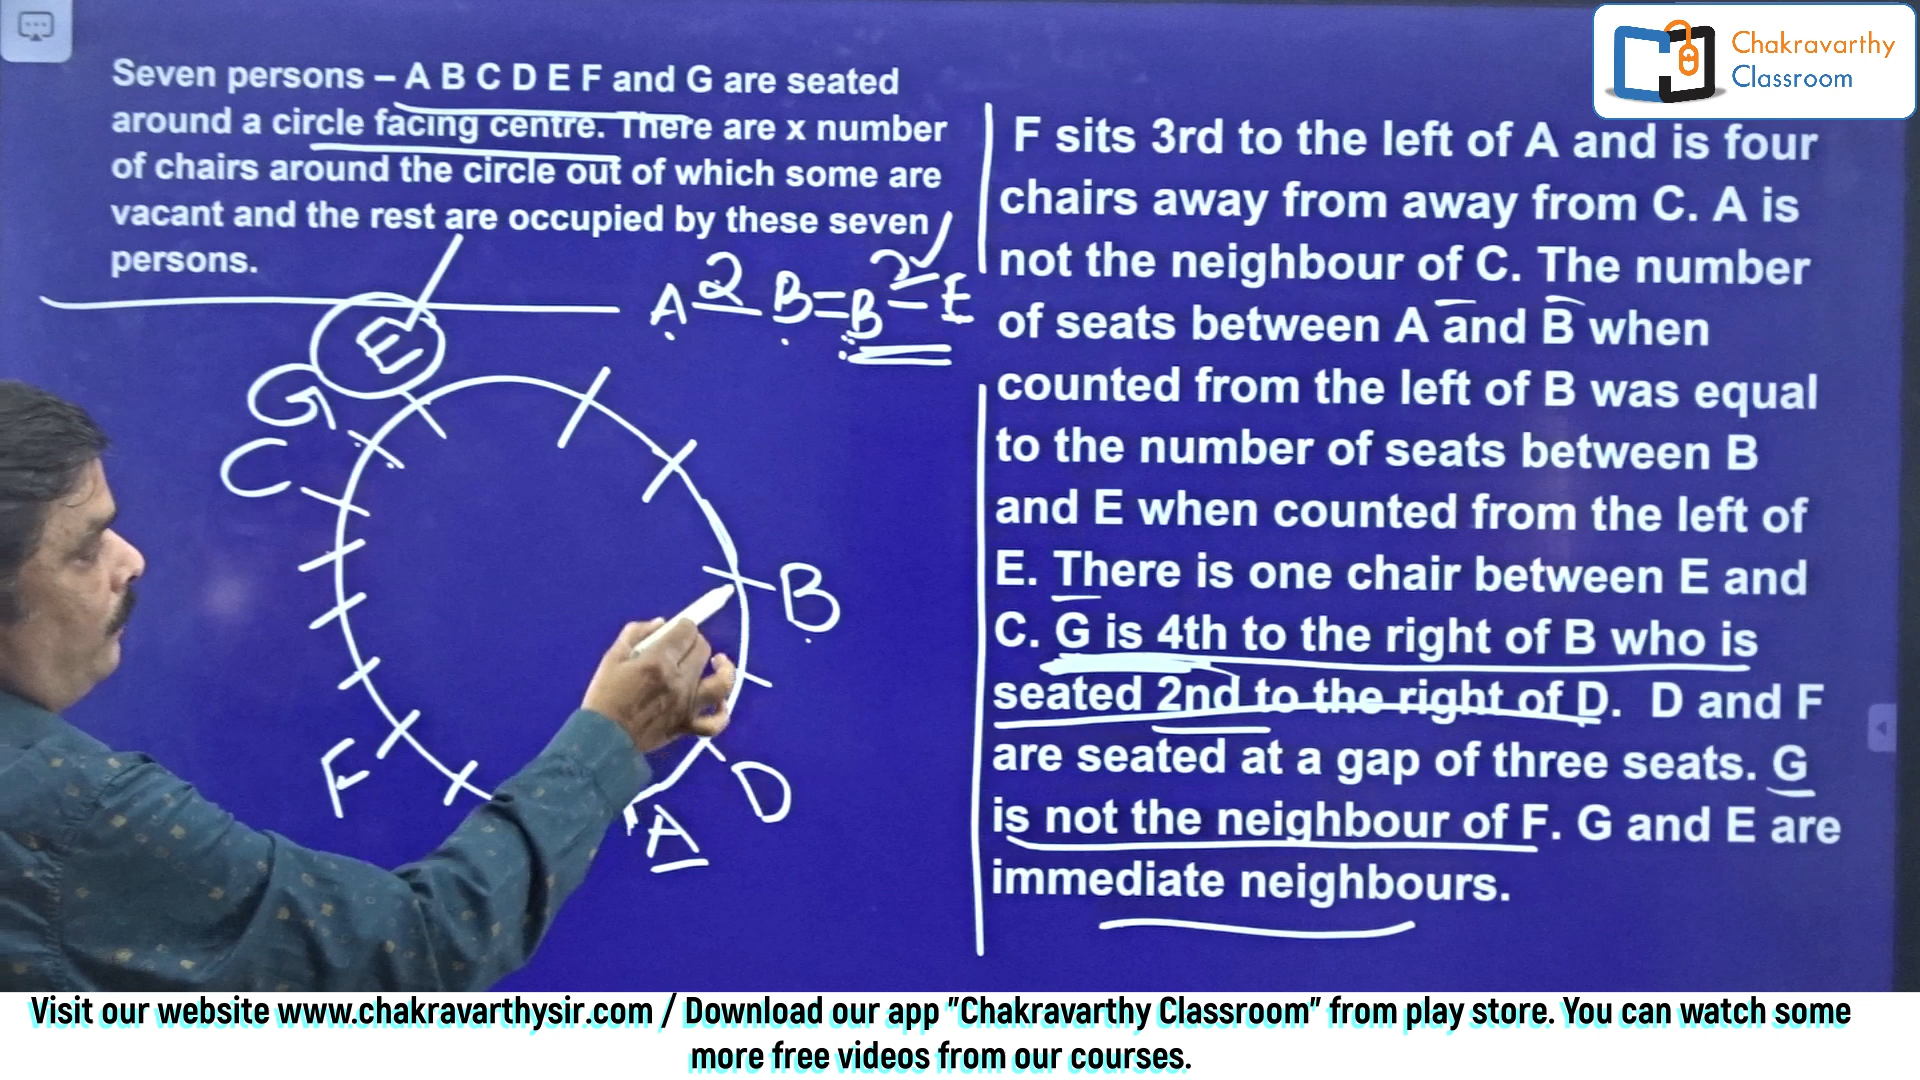 Chakravarthy
Classroom
Seven persons – A B C D E F and G are seated
around a circle facing centre. There are x number
of chairs around the circle out of which some are
vacant and the rest are occupied by these seven
persons.
A 2 B = B 2 E
E
G
C
B
F
D
A
F sits 3rd to the left of A and is four
chairs away from away from C. A is
not the neighbour of C. The number
of seats between A and B when
counted from the left of B was equal
to the number of seats between B
and E when counted from the left of
E. There is one chair between E and
C. G is 4th to the right of B who is
seated 2nd to the right of D. D and F
are seated at a gap of three seats. G
is not the neighbour of F. G and E are
immediate neighbours.
Visit our website www.chakravarthysir.com / Download our app "Chakravarthy Classroom" from play store. You can watch some
more free videos from our courses.